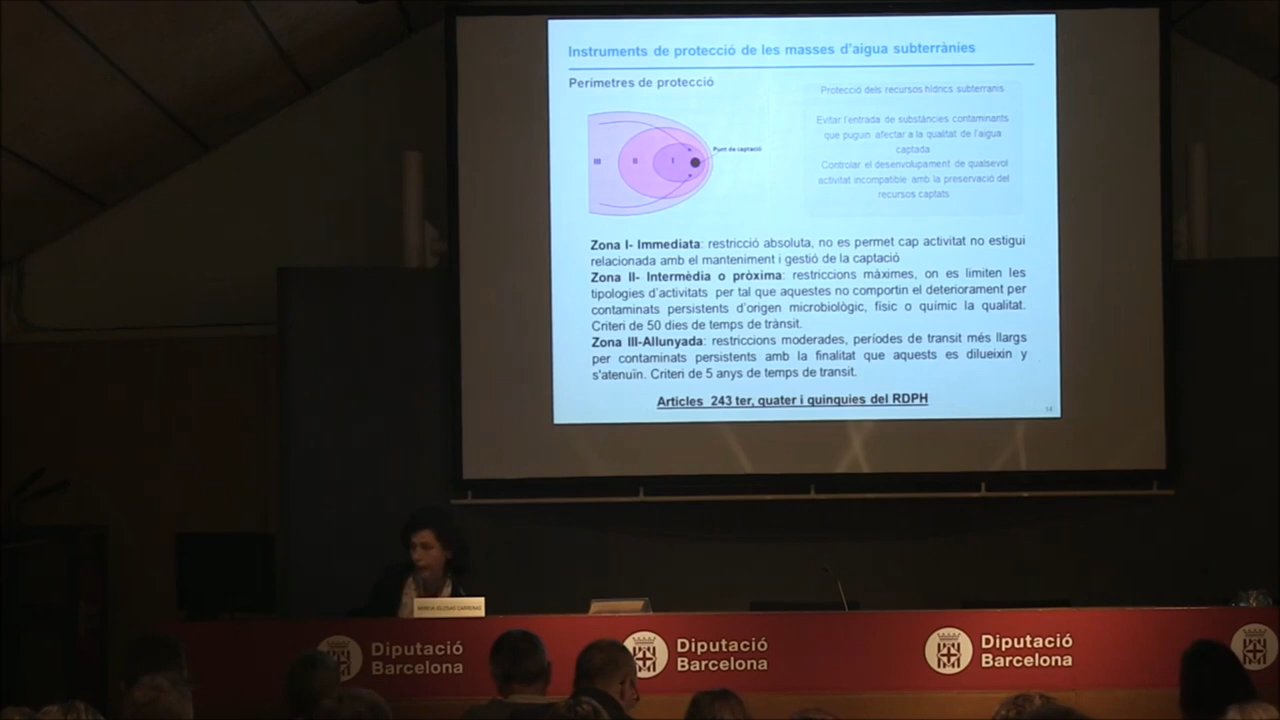 Instruments de protecció de les masses d'aigua subterrànies
Perímetres de protecció
Protecció dels recursos hídrics subterranis
Evitar l'entrada de substàncies contaminants
que puguin afectar a la qualitat de l'aigua
captada
Controlar el desenvolupament de qualsevol
activitat incompatible amb la preservació del
recursos captats
III II I
Punt de captació
Zona I- Immediata: restricció absoluta, no es permet cap activitat no estigui
relacionada amb el manteniment i gestió de la captació
Zona II- Intermèdia o pròxima: restriccions màximes, on es limiten les
tipologies d'activitats per tal que aquestes no comportin el deteriorament per
contaminats persistents d'origen microbiològic, físic o químic la qualitat.
Criteri de 50 dies de temps de trànsit.
Zona III-Allunyada: restriccions moderades, períodes de transit més llargs
per contaminats persistents amb la finalitat que aquests es dilueixin y
s'atenuïn. Criteri de 5 anys de temps de transit.
Articles 243 ter, quater i quinquies del RDPH
14
Diputació
Barcelona
Diputació
Barcelona
Diputació
Barcelona